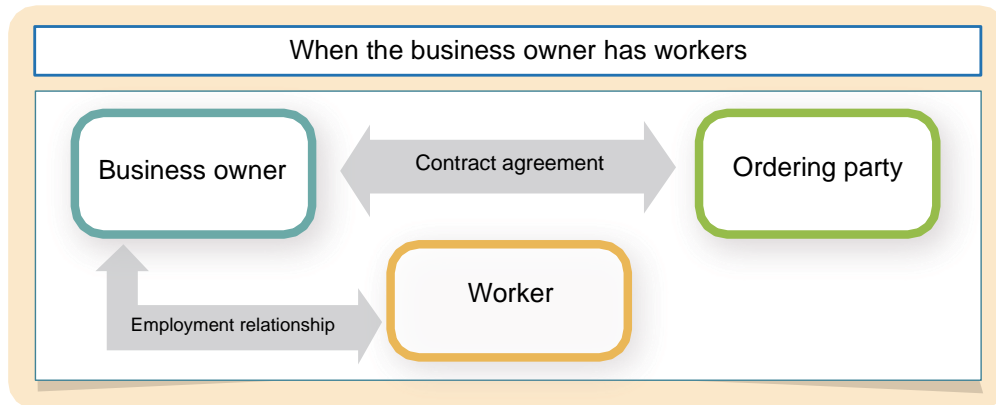 When the business owner has workers
Business owner
Contract agreement
Ordering party
Worker
Employment relationship